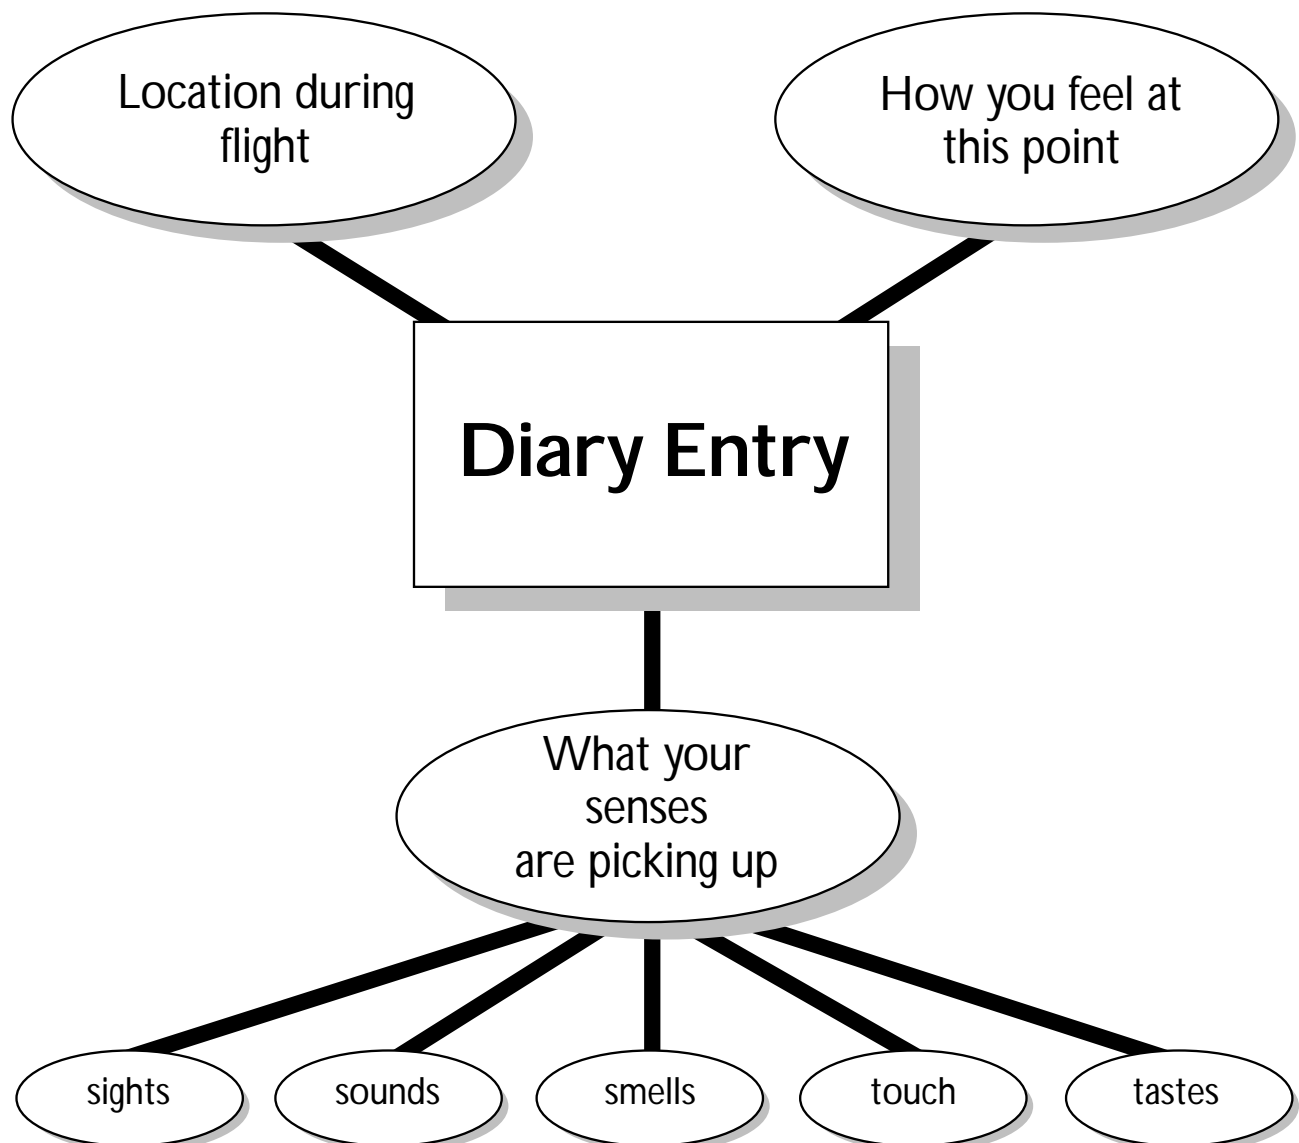 Location during
flight
How you feel at
this point
Diary Entry
What your
senses
are picking up
sights
sounds
smells
touch
tastes